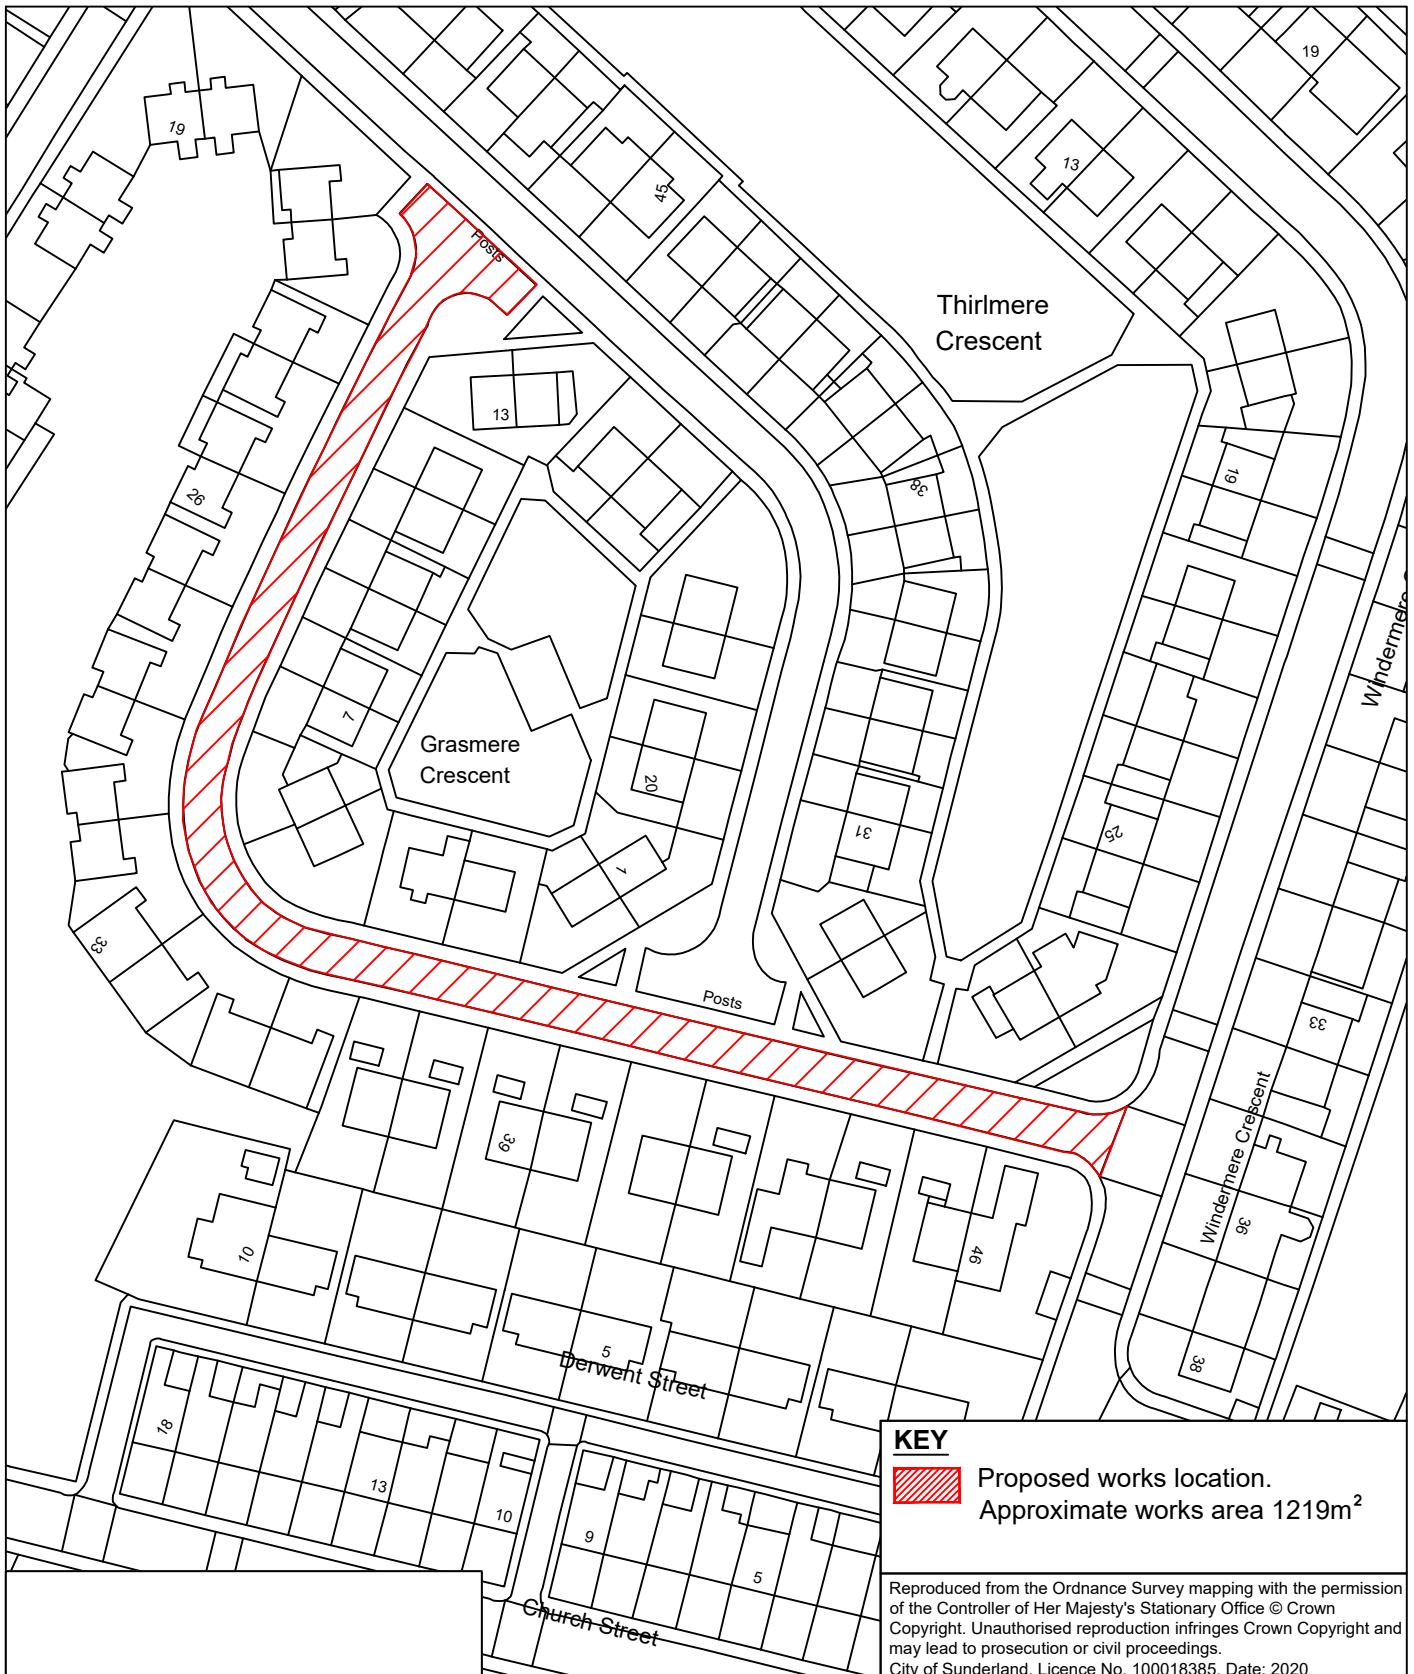 19
19
13
45
Posts
Thirlmere
Crescent
13
38
19
26
Windermere
7
Grasmere
Crescent
20
31
25
1
33
Posts
33
39
Windermere Crescent
36
10
46
5
Derwent Street
38
18
13
10
9
5
Church Street
KEY
Proposed works location.
Approximate works area 1219m²
Reproduced from the Ordnance Survey mapping with the permission
of the Controller of Her Majesty's Stationary Office © Crown
Copyright. Unauthorised reproduction infringes Crown Copyright and
may lead to prosecution or civil proceedings.
City of Sunderland. Licence No. 100018385. Date: 2020